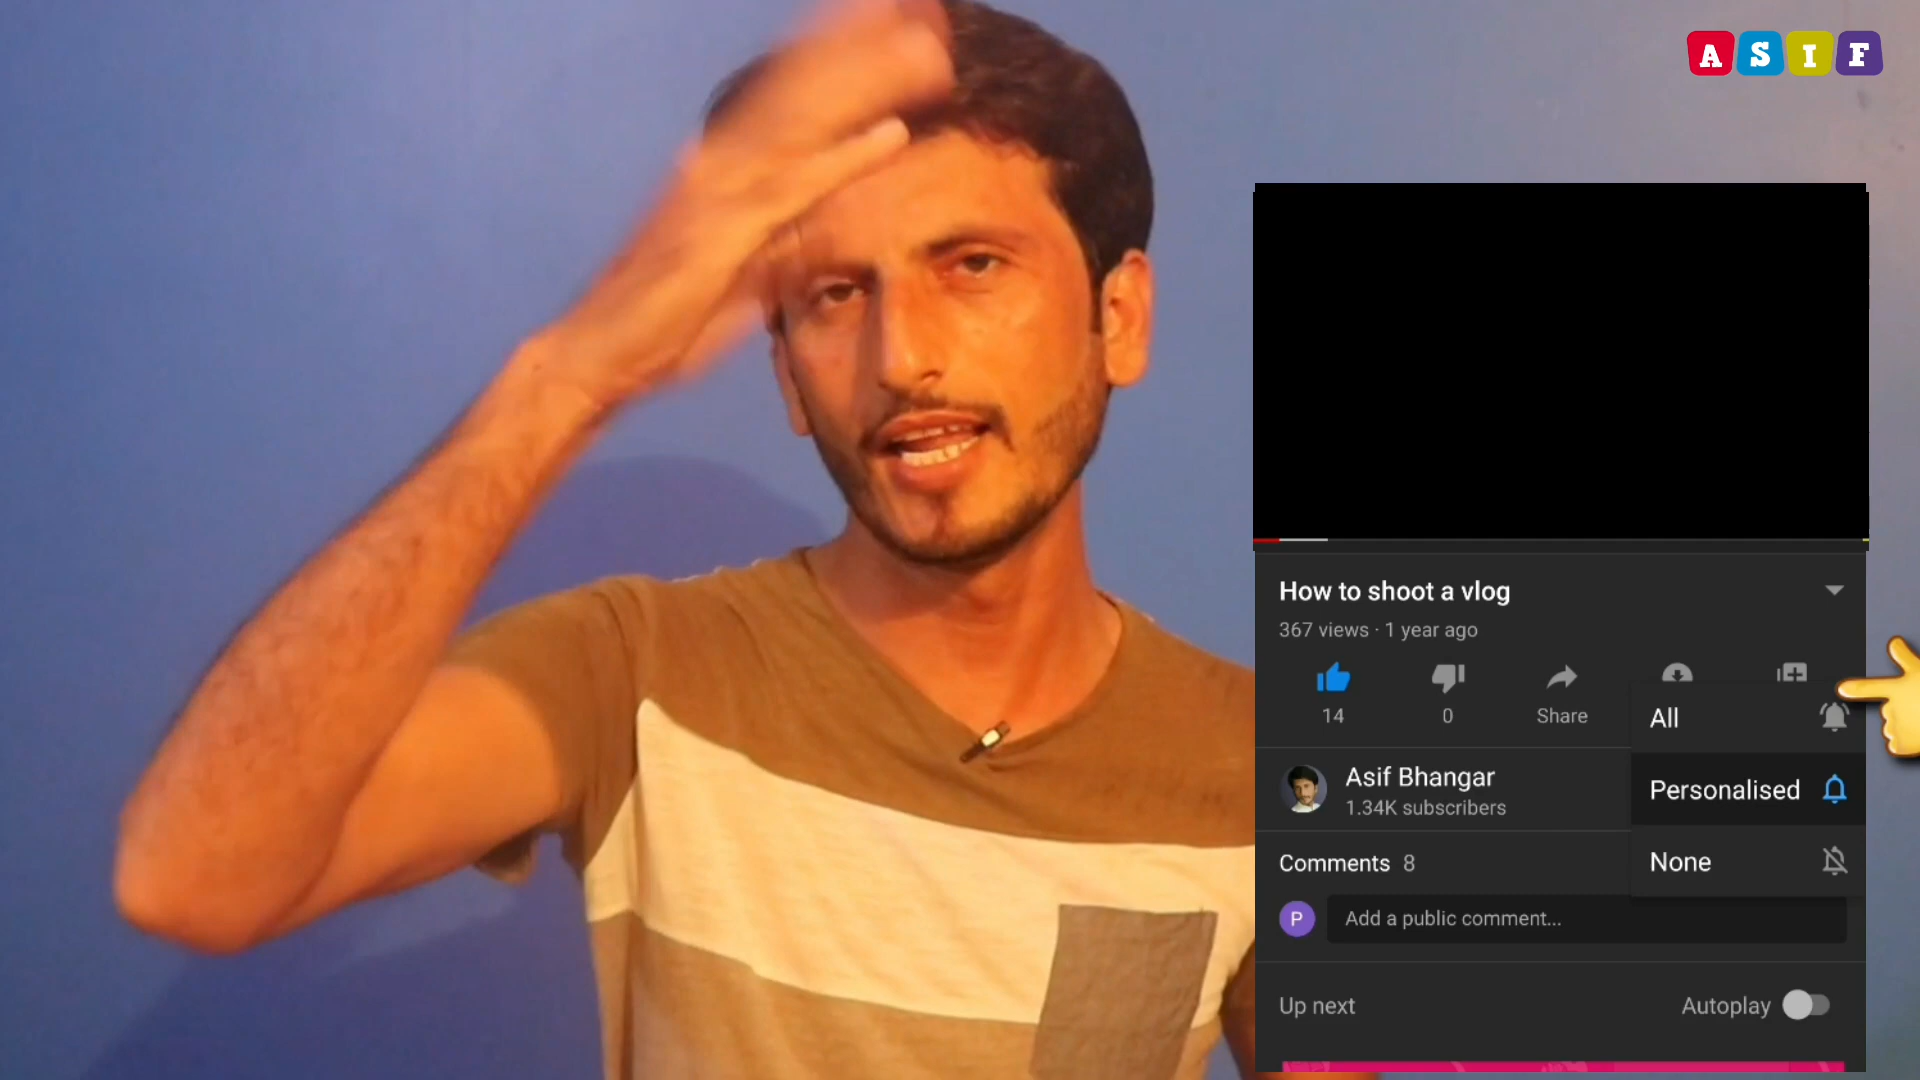 ASIF
How to shoot a vlog
367 views · 1 year ago
14 0 Share
All
Asif Bhangar
1.34K subscribers
Personalised
Comments 8
None
P Add a public comment...
Up next Autoplay